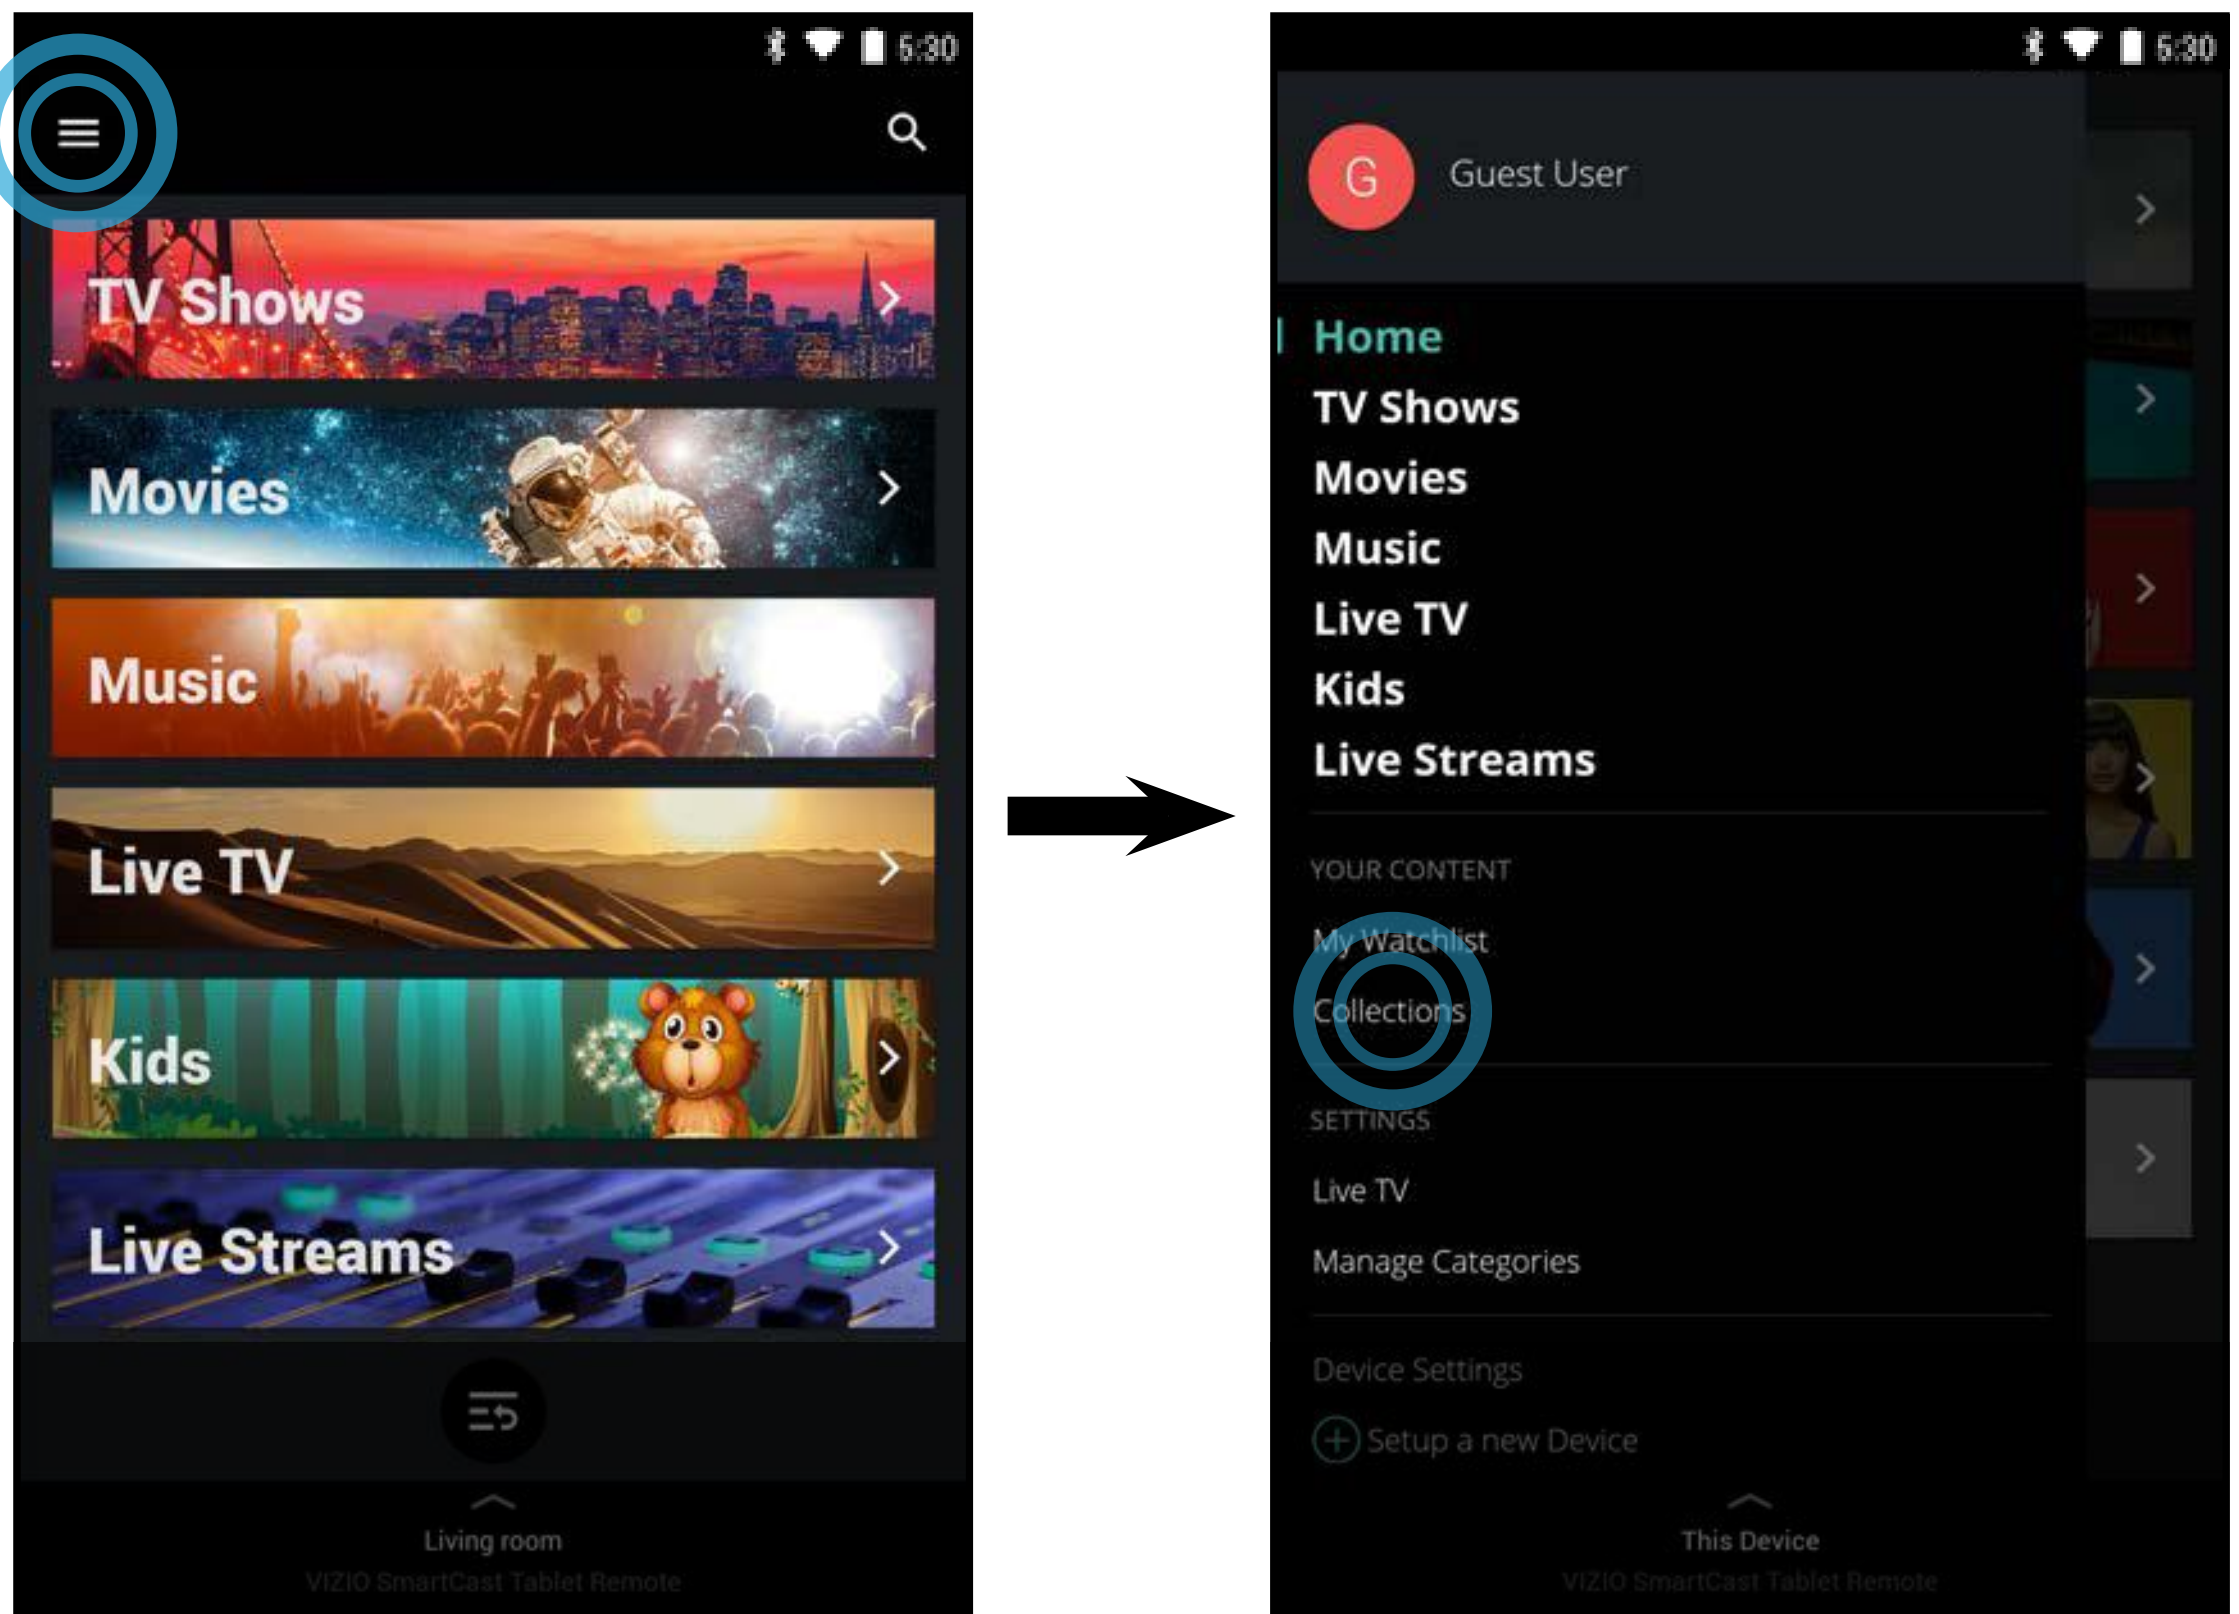 6:30
TV Shows
Movies
Music
Live TV
Kids
Live Streams
Living room
VIZIO SmartCast Tablet Remote
6:30
G
Guest User
Home
TV Shows
Movies
Music
Live TV
Kids
Live Streams
YOUR CONTENT
My Watchlist
Collections
SETTINGS
Live TV
Manage Categories
Device Settings
Setup a new Device
This Device
VIZIO SmartCast Tablet Remote